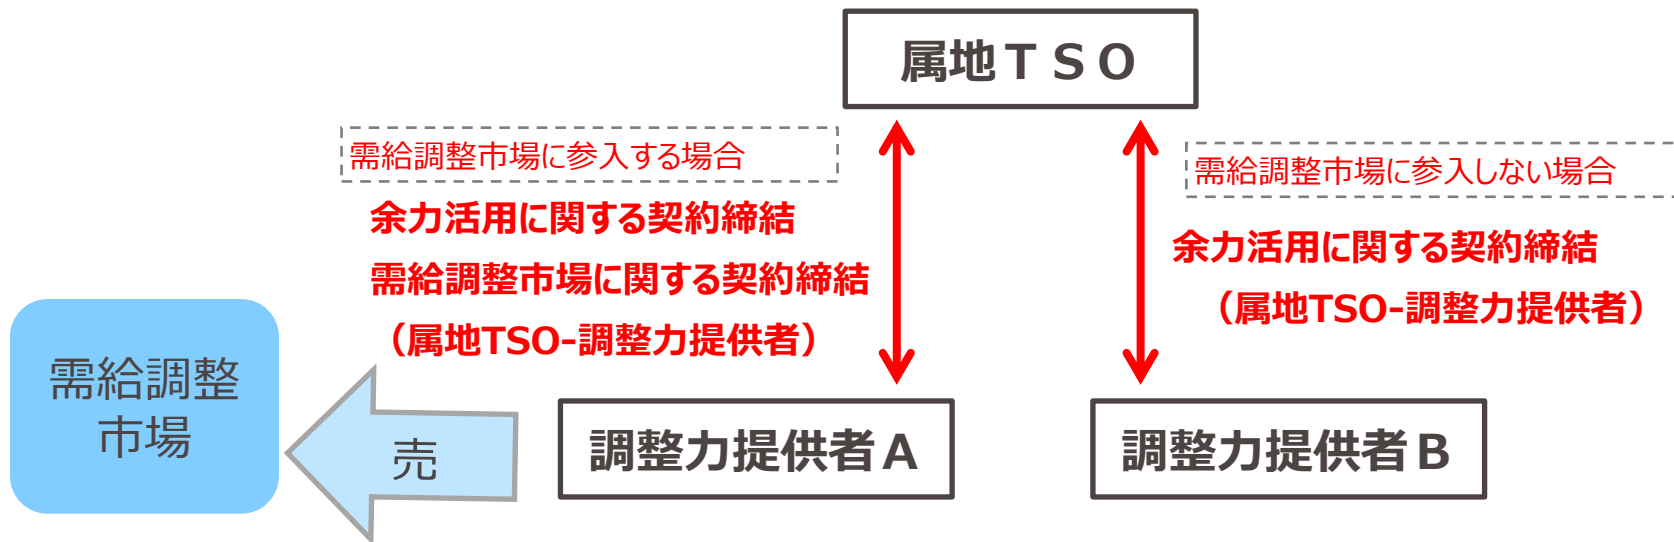 属地ＴＳＯ
需給調整市場に参入する場合
余力活用に関する契約締結
需給調整市場に関する契約締結
（属地TSO-調整力提供者）
需給調整市場に参入しない場合
余力活用に関する契約締結
（属地TSO-調整力提供者）
需給調整
市場
売
調整力提供者Ａ
調整力提供者Ｂ